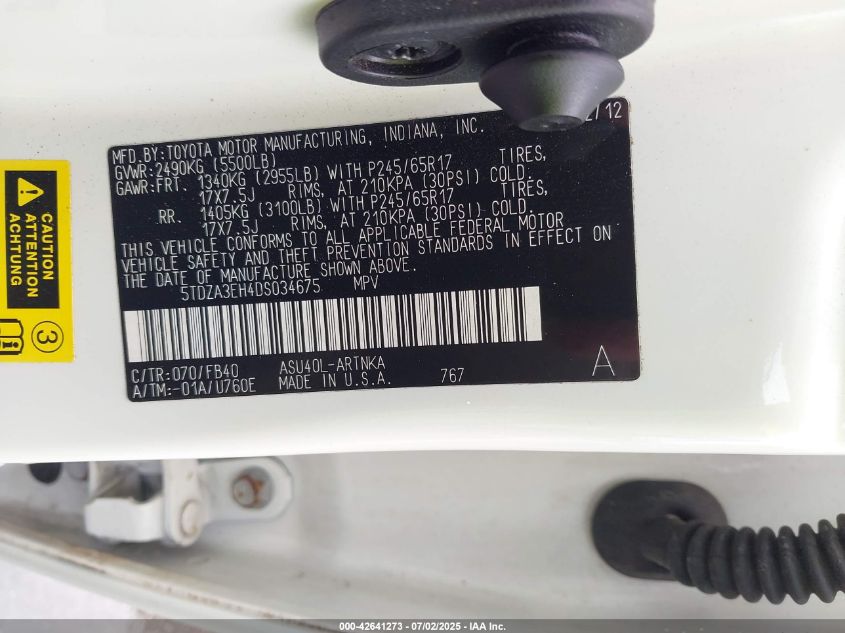 2/12
MFD.BY:TOYOTA MOTOR MANUFACTURING, INDIANA, INC.
GVWR:2490KG (5500LB)
GAWR:FRT. 1340KG (2955LB) WITH P245/65R17 TIRES,
17X7.5J RIMS, AT 210KPA (30PSI) COLD.
RR. 1405KG (3100LB) WITH P245/65R17 TIRES,
17X7.5J RIMS, AT 210KPA (30PSI) COLD.
THIS VEHICLE CONFORMS TO ALL APPLICABLE FEDERAL MOTOR
VEHICLE SAFETY AND THEFT PREVENTION STANDARDS IN EFFECT ON
THE DATE OF MANUFACTURE SHOWN ABOVE.
5TDZA3EH4DS034675 MPV
C/TR:070/FB40 ASU40L-ARTNKA
A/TM:-01A/U760E MADE IN U.S.A. 767
A
CAUTION
ATTENTION
ACHTUNG
3
000-42641273 - 07/02/2025 - IAA Inc.